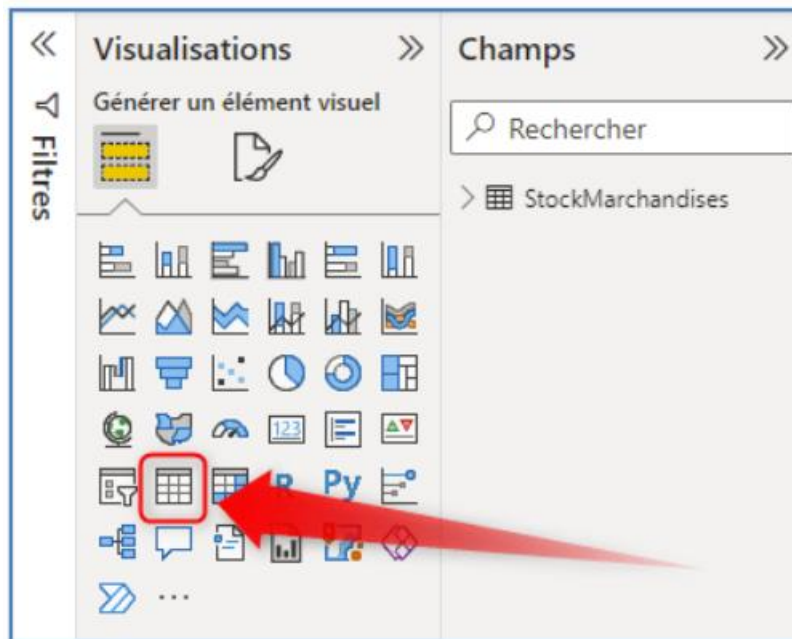 Visualisations
Champs
Générer un élément visuel
Filtres
Rechercher
StockMarchandises
123
R
Py
...